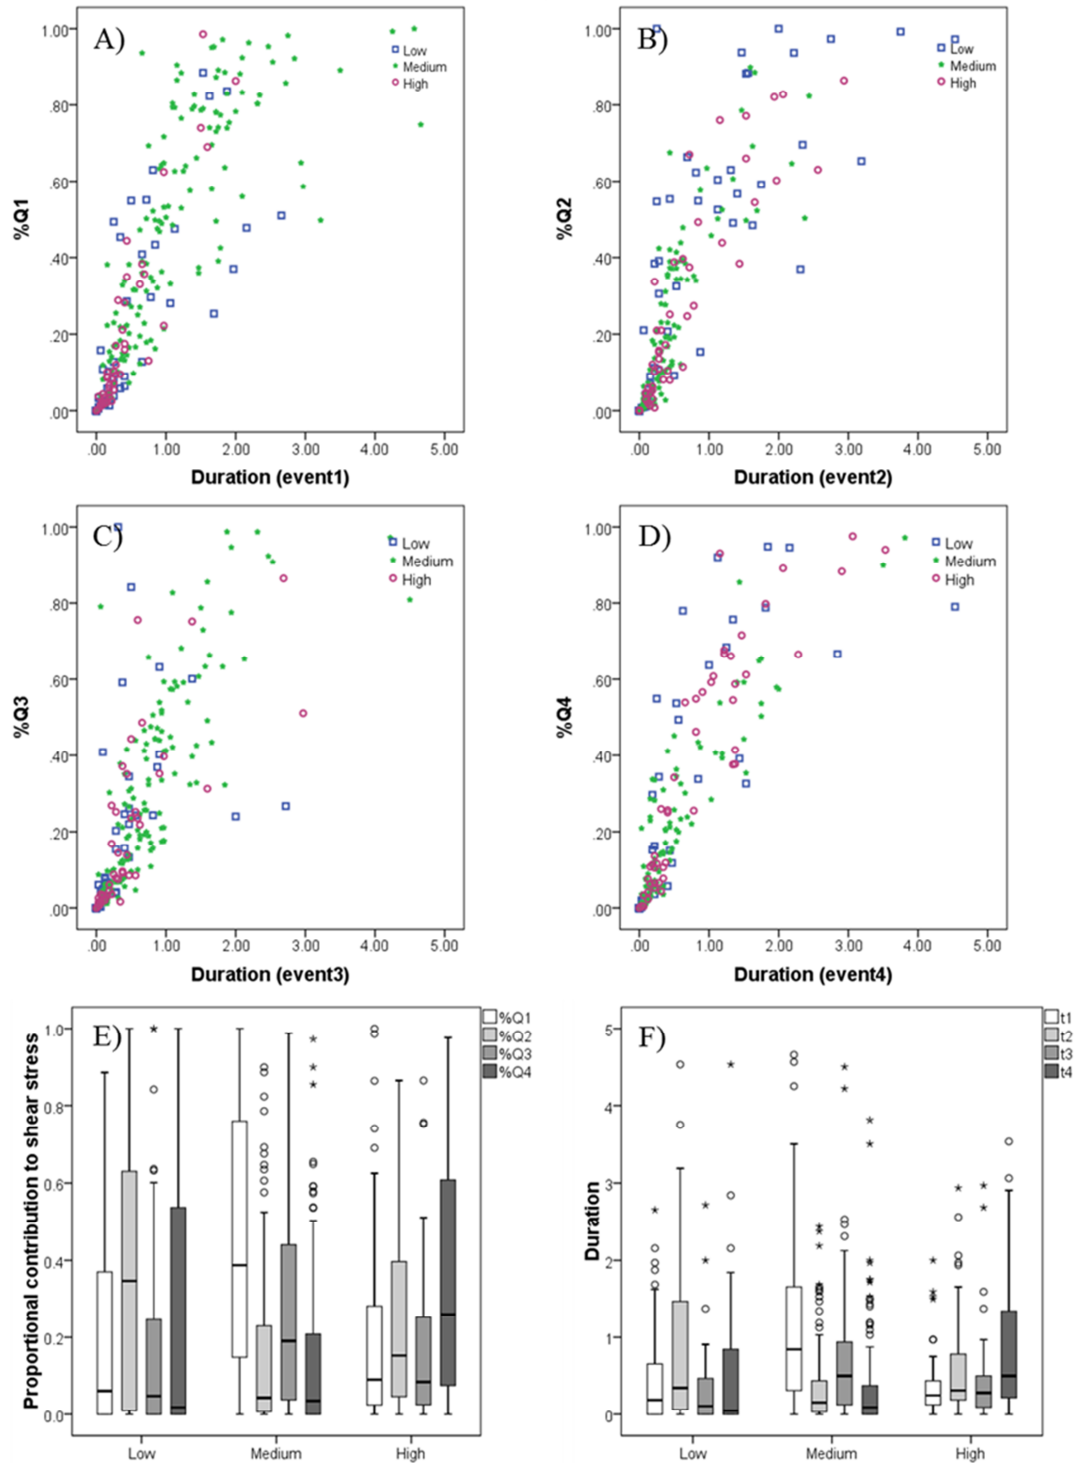 A)
Low
Medium
High
1.00
.80
.60
.40
.20
.00
%Q1
.00 1.00 2.00 3.00 4.00 5.00
Duration (event1)
B)
Low
Medium
High
1.00
.80
.60
.40
.20
.00
%Q2
.00 1.00 2.00 3.00 4.00 5.00
Duration (event2)
C)
Low
Medium
High
1.00
.80
.60
.40
.20
.00
%Q3
.00 1.00 2.00 3.00 4.00 5.00
Duration (event3)
D)
Low
Medium
High
1.00
.80
.60
.40
.20
.00
%Q4
.00 1.00 2.00 3.00 4.00 5.00
Duration (event4)
E)
%Q1
%Q2
%Q3
%Q4
1.0
0.8
0.6
0.4
0.2
0.0
Proportional contribution to shear stress
Low Medium High
F)
t1
t2
t3
t4
5
4
3
2
1
0
Duration
Low Medium High